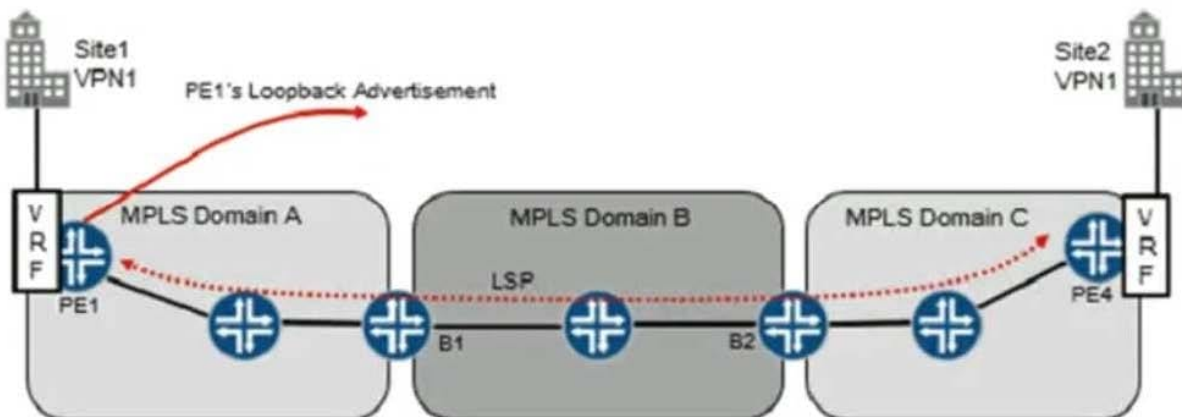 Site1
VPN1
PE1's Loopback Advertisement
Site2
VPN1
V
R
F
MPLS Domain A
MPLS Domain B
MPLS Domain C
V
R
F
LSP
PE1
B1
B2
PE4